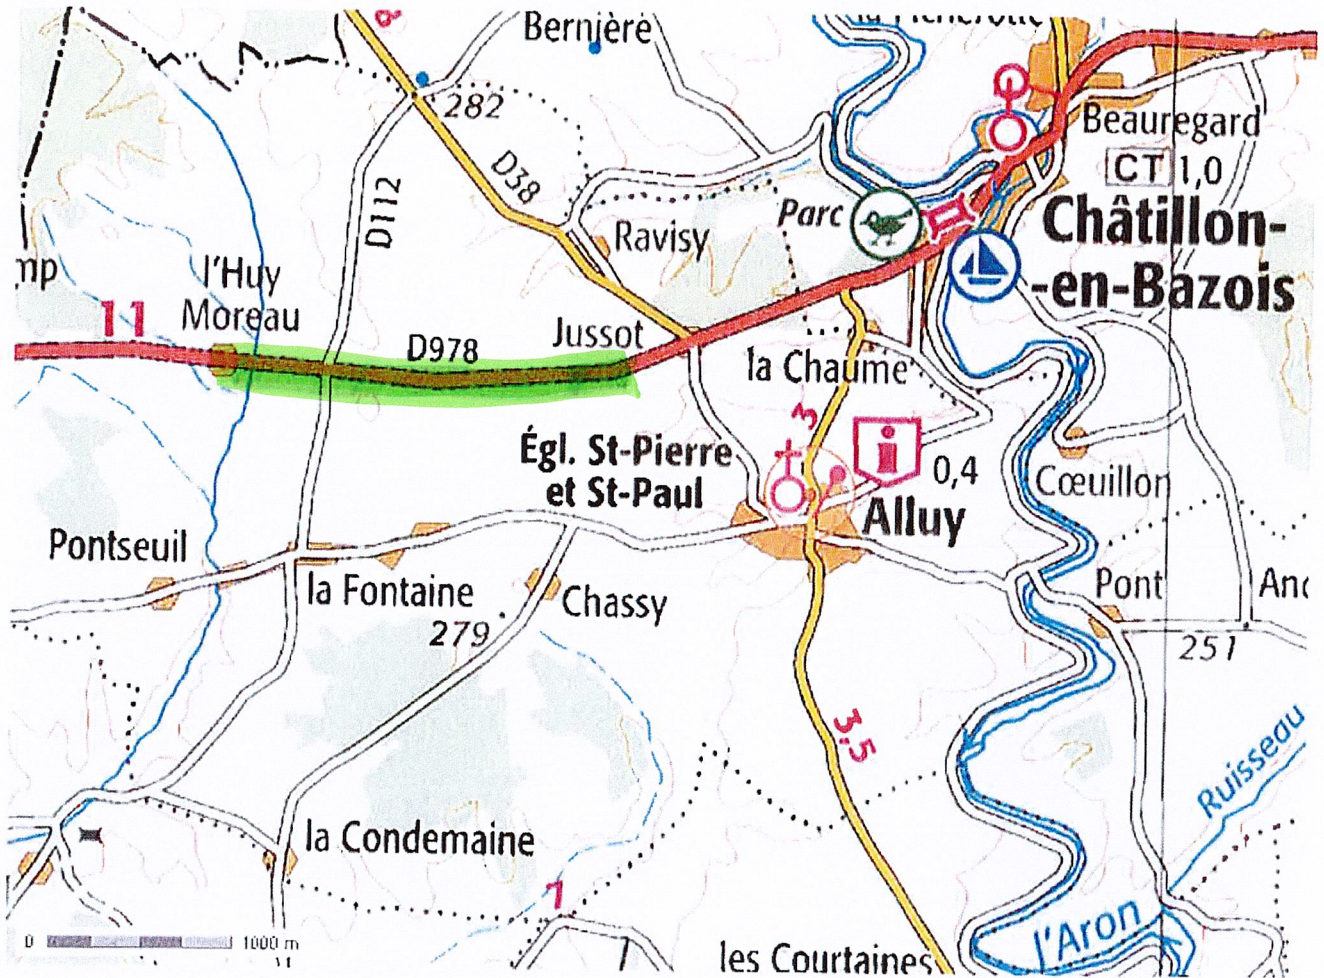 Bernière
282
D38
D112
Beauregard
CT 1,0
Parc
Châtillon-
-en-Bazois
Ravisy
mp
l'Huy
Moreau
11
D978
Jussot
la Chaume
3
Égl. St-Pierre
et St-Paul
i
0,4
Alluy
Cœuillon
Pontseuil
la Fontaine
279
Chassy
Pont
Anc
251
3,5
Ruisseau
la Condemaine
7
l'Aron
0 1000 m
les Courtaines